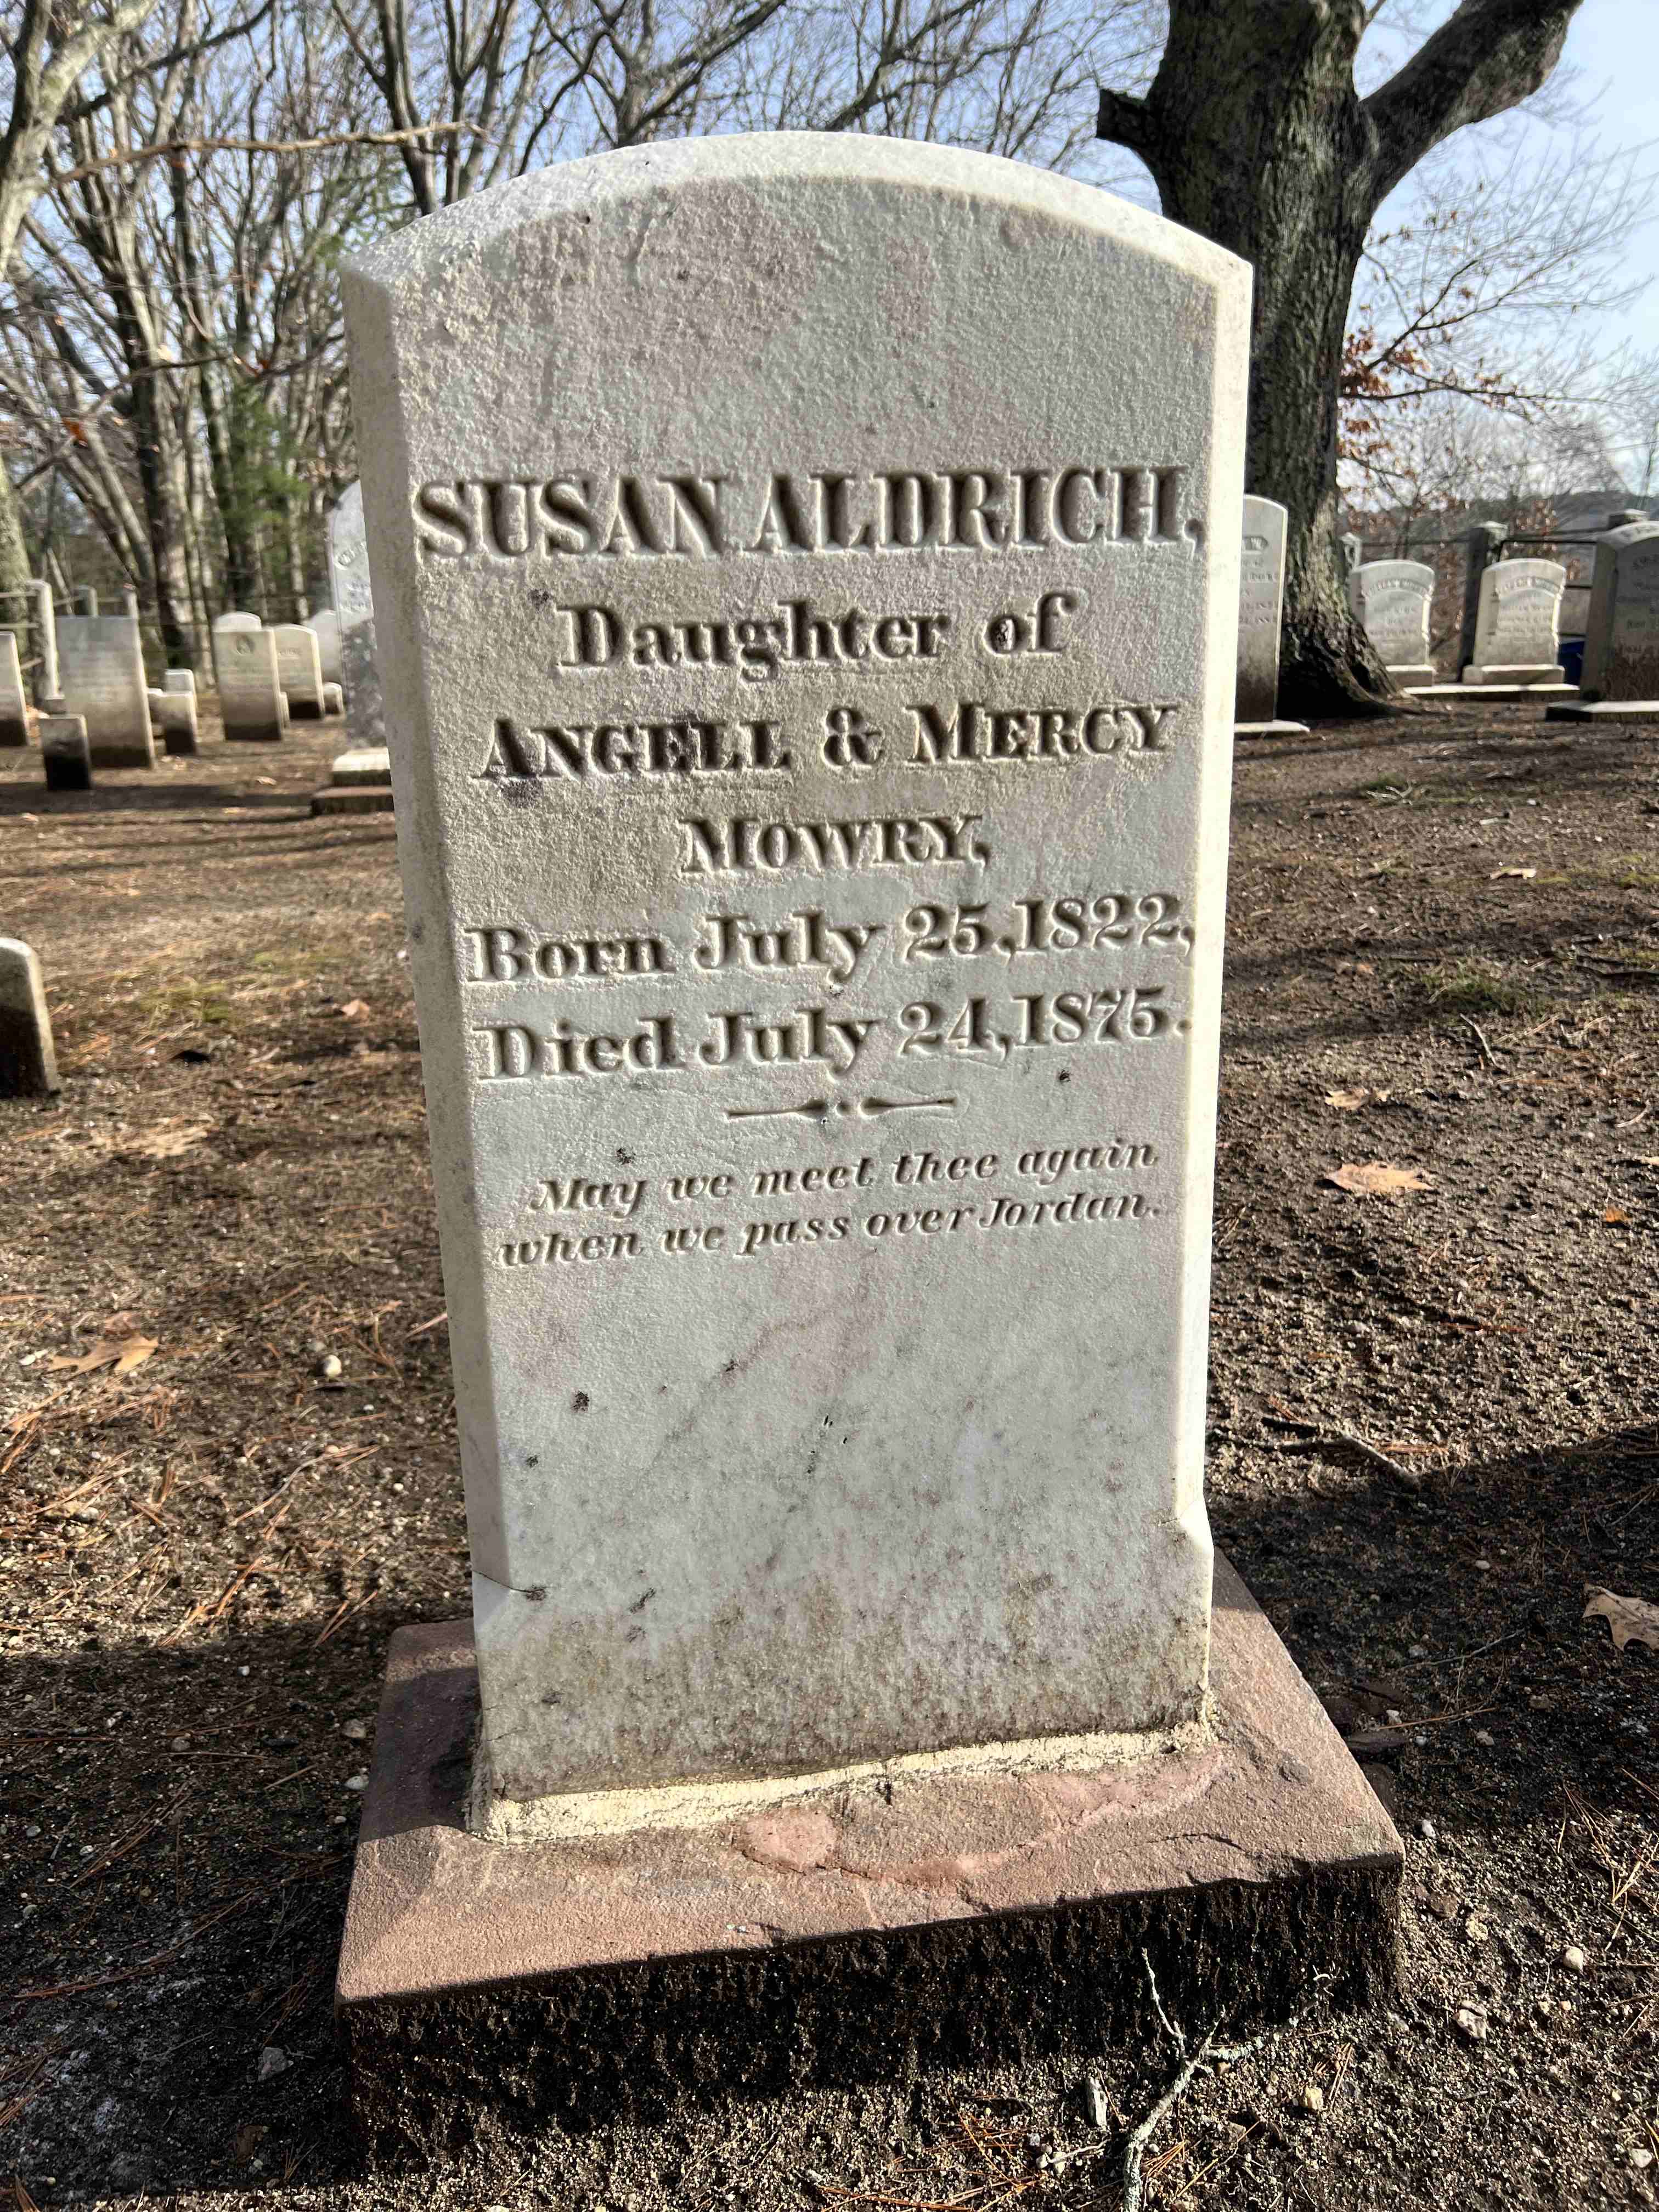 SUSAN ALDRICH,
Daughter of
ANGELL & MERCY
MOWRY,
Born July 25,1822,
Died July 24,1875.
May we meet thee again
when we pass over Jordan.